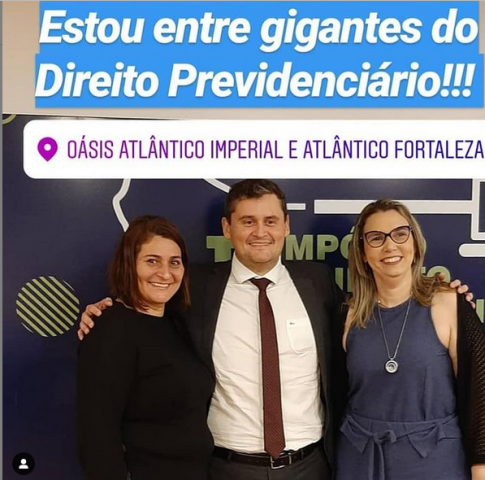 Estou entre gigantes do
Direito Previdenciário!!!
OÁSIS ATLÂNTICO IMPERIAL E ATLÂNTICO FORTALEZA